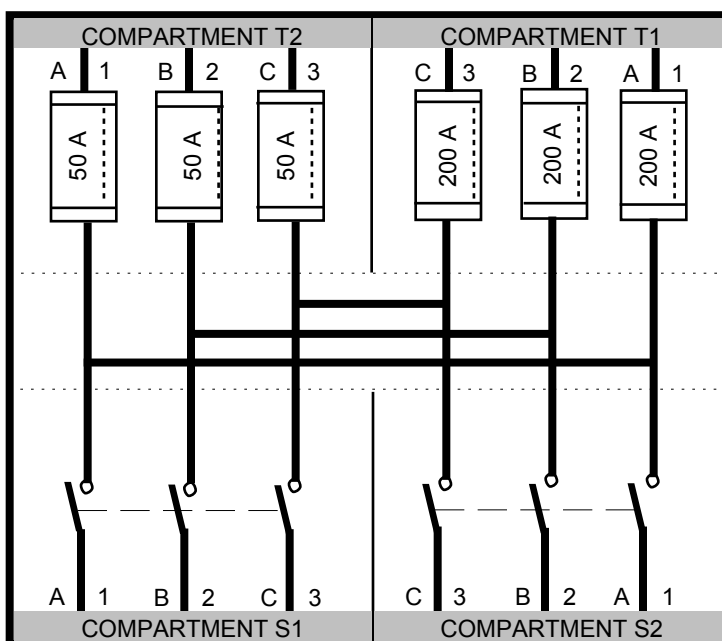 COMPARTMENT T2 COMPARTMENT T1
A 1 B 2 C 3 C 3 B 2 A 1
50 A 50 A 50 A 200 A 200 A 200 A
A 1 B 2 C 3 C 3 B 2 A 1
COMPARTMENT S1 COMPARTMENT S2